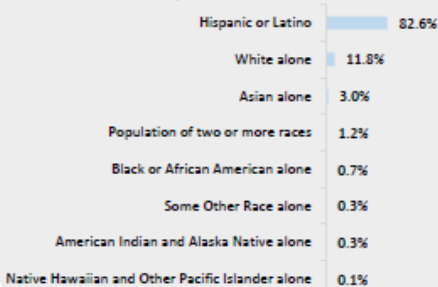 Hispanic or Latino 82.6%
White alone 11.8%
Asian alone 3.0%
Population of two or more races 1.2%
Black or African American alone 0.7%
Some Other Race alone 0.3%
American Indian and Alaska Native alone 0.3%
Native Hawaiian and Other Pacific Islander alone 0.1%